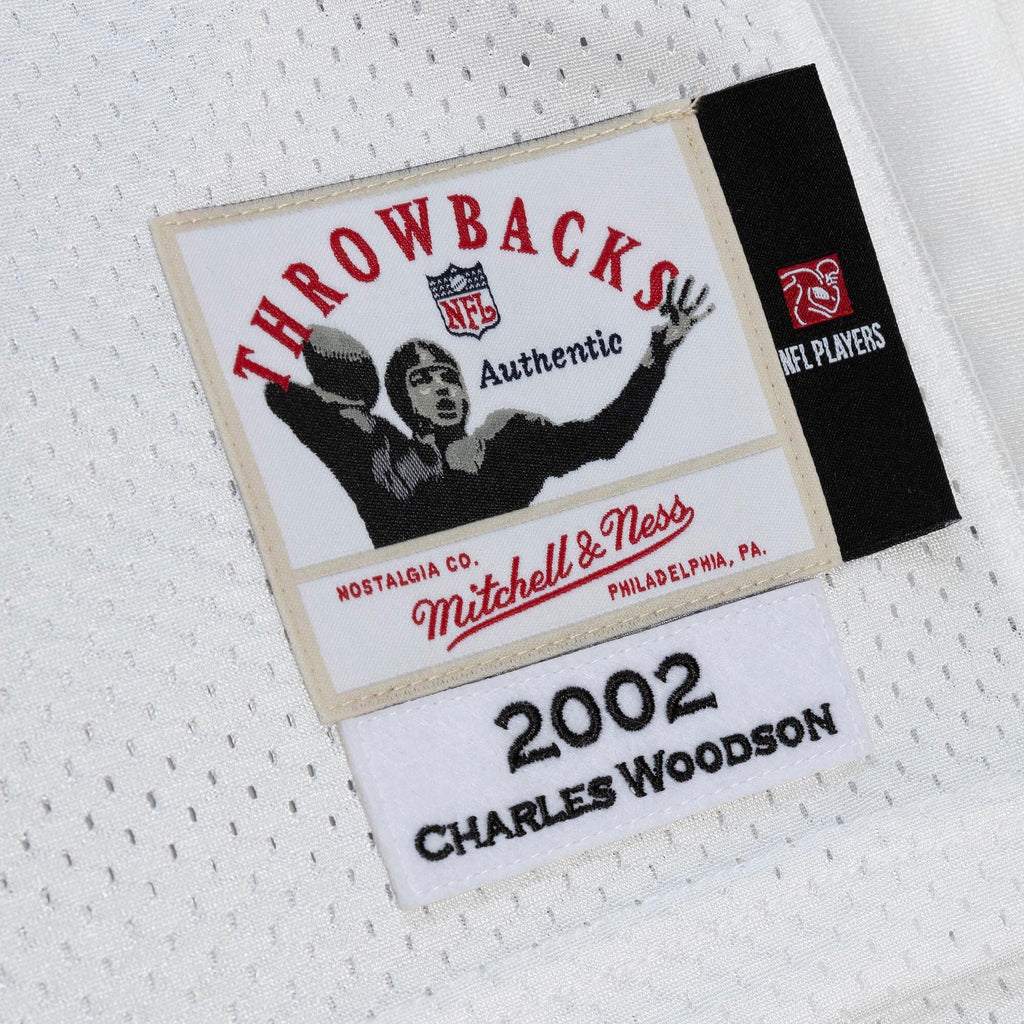 THROWBACKS
NFL
Authentic
NFL PLAYERS
NOSTALGIA CO.
Mitchell & Ness
PHILADELPHIA, PA.
2002
CHARLES WOODSON